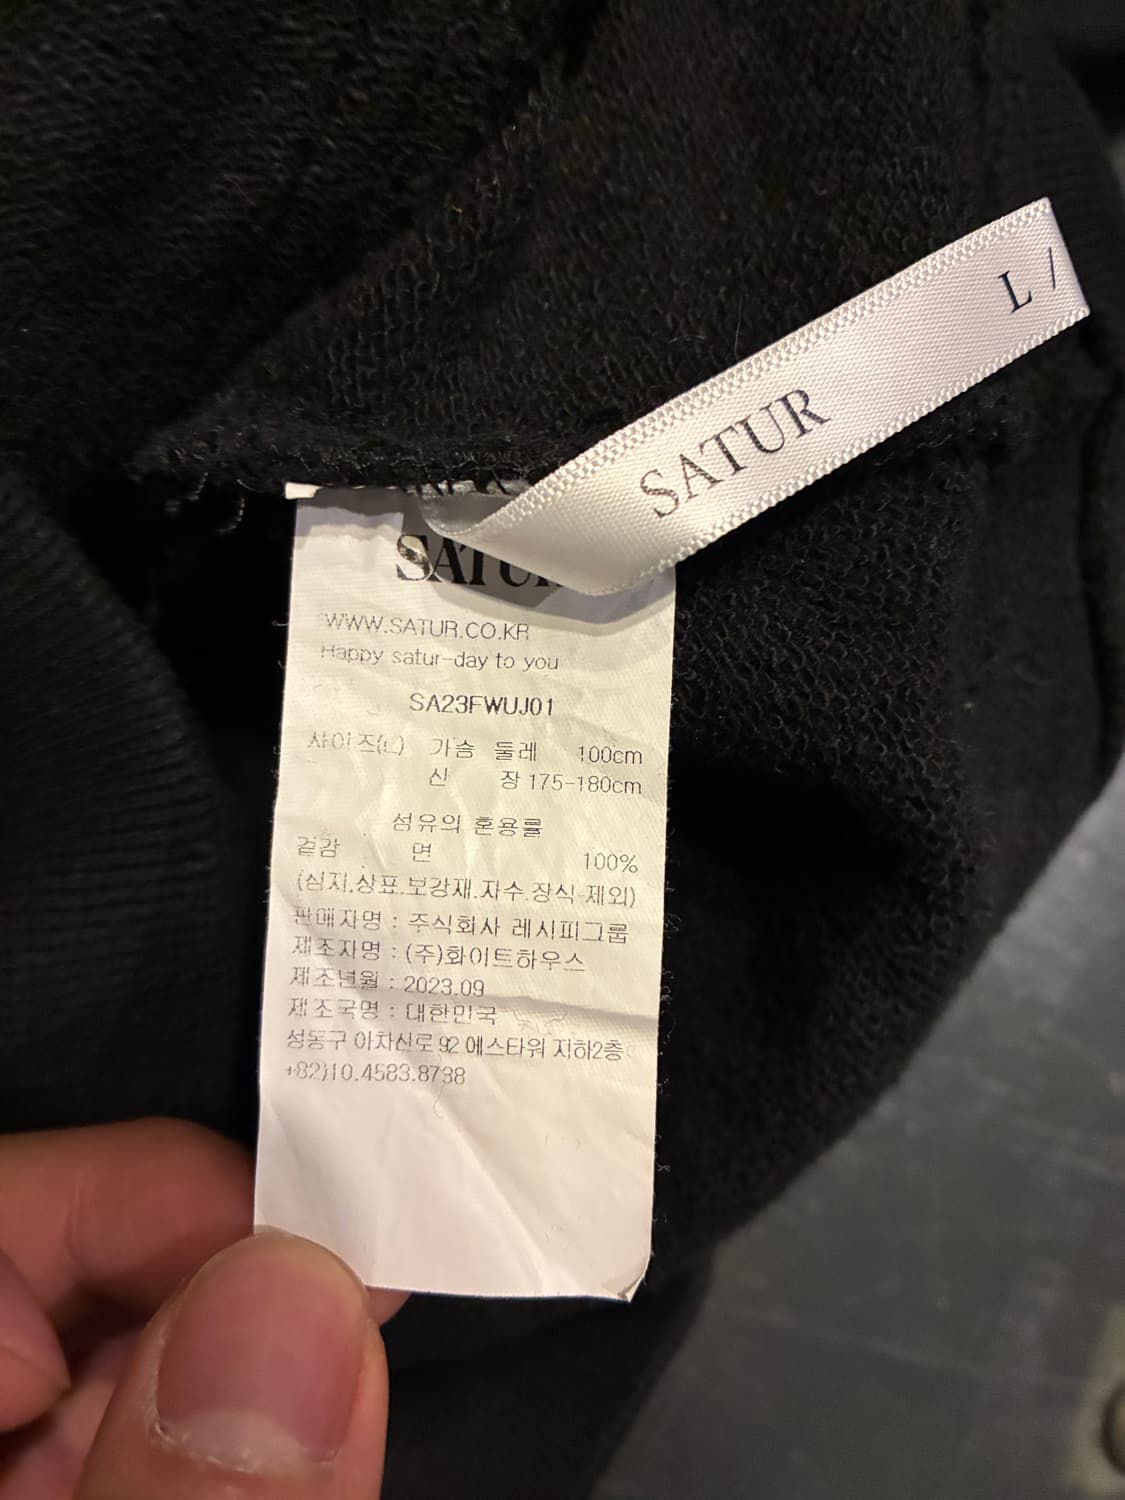 L /
SATUR
SATUR
WWW.SATUR.CO.KR
Happy satur-day to you
SA23FWUJ01
사이즈(L) 가슴 둘레 100cm
신 장 175-180cm
섬유의 혼용률
겉감 면 100%
(심지.상표.보강재.자수.장식 제외)
판매자명 : 주식회사 레시피그룹
제조자명 : (주)화이트하우스
제조년월 : 2023.09
제조국명 : 대한민국
성동구 아차산로 92 에스타워 지하2층
+82)10.4583.8738